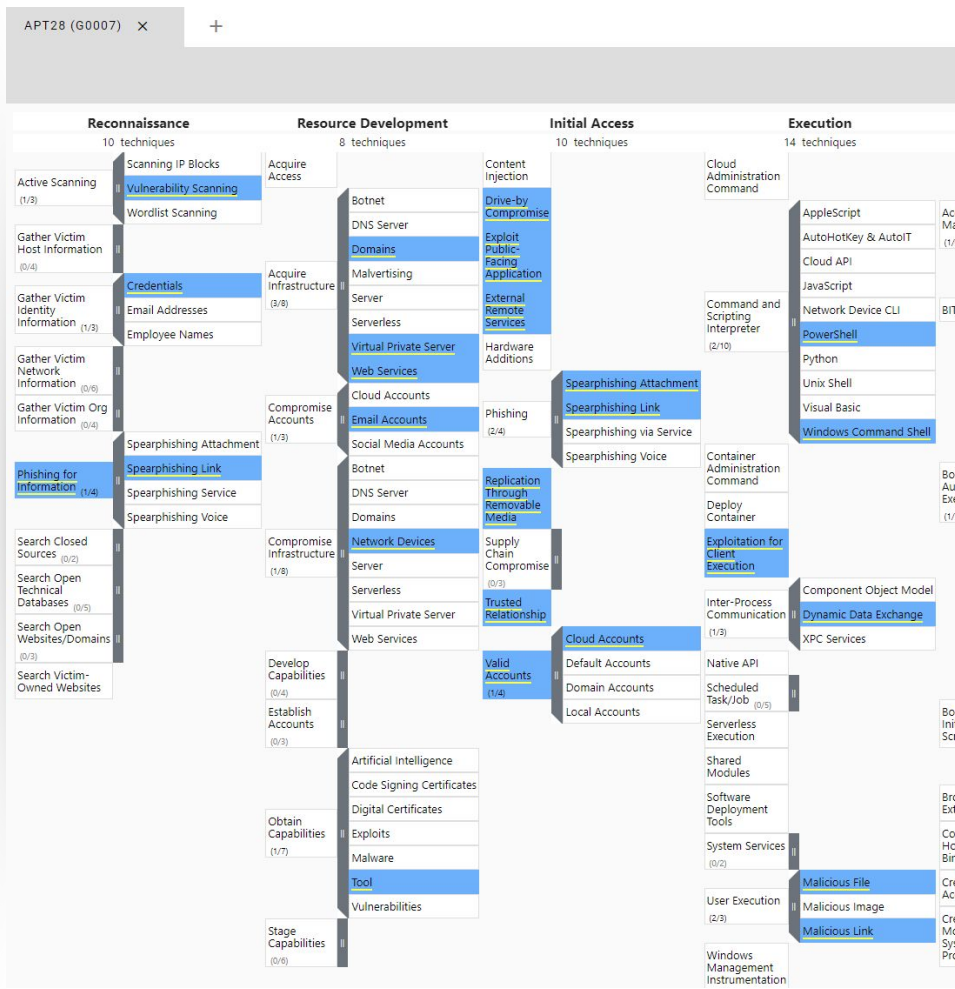 APT28 (G0007) ×
+
Reconnaissance
10 techniques
Active Scanning
(1/3)
Scanning IP Blocks
Vulnerability Scanning
Wordlist Scanning
Gather Victim
Host Information
(0/4)
Gather Victim
Identity
Information (1/3)
Credentials
Email Addresses
Employee Names
Gather Victim
Network
Information (0/6)
Gather Victim Org
Information (0/4)
Phishing for
Information (1/4)
Spearphishing Attachment
Spearphishing Link
Spearphishing Service
Spearphishing Voice
Search Closed
Sources (0/2)
Search Open
Technical
Databases (0/5)
Search Open
Websites/Domains
(0/3)
Search Victim-
Owned Websites
Resource Development
8 techniques
Acquire
Access
Acquire
Infrastructure
(3/8)
Botnet
DNS Server
Domains
Malvertising
Server
Serverless
Virtual Private Server
Web Services
Compromise
Accounts
(1/3)
Cloud Accounts
Email Accounts
Social Media Accounts
Compromise
Infrastructure
(1/8)
Botnet
DNS Server
Domains
Network Devices
Server
Serverless
Virtual Private Server
Web Services
Develop
Capabilities
(0/4)
Establish
Accounts
(0/3)
Obtain
Capabilities
(1/7)
Artificial Intelligence
Code Signing Certificates
Digital Certificates
Exploits
Malware
Tool
Vulnerabilities
Stage
Capabilities
(0/6)
Initial Access
10 techniques
Content
Injection
Drive-by
Compromise
Exploit
Public-
Facing
Application
External
Remote
Services
Hardware
Additions
Phishing
(2/4)
Spearphishing Attachment
Spearphishing Link
Spearphishing via Service
Spearphishing Voice
Replication
Through
Removable
Media
Supply
Chain
Compromise
(0/3)
Trusted
Relationship
Valid
Accounts
(1/4)
Cloud Accounts
Default Accounts
Domain Accounts
Local Accounts
Execution
14 techniques
Cloud
Administration
Command
Command and
Scripting
Interpreter
(2/10)
AppleScript
AutoHotKey & AutoIT
Cloud API
JavaScript
Network Device CLI
PowerShell
Python
Unix Shell
Visual Basic
Windows Command Shell
Container
Administration
Command
Deploy
Container
Exploitation for
Client
Execution
Inter-Process
Communication
(1/3)
Component Object Model
Dynamic Data Exchange
XPC Services
Native API
Scheduled
Task/Job (0/5)
Serverless
Execution
Shared
Modules
Software
Deployment
Tools
System Services
(0/2)
User Execution
(2/3)
Malicious File
Malicious Image
Malicious Link
Windows
Management
Instrumentation